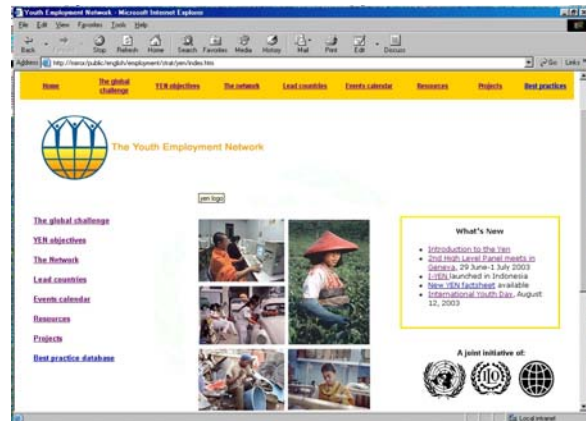 Youth Employment Network - Microsoft Internet Explorer
File Edit View Favorites Tools Help
Back Forward Stop Refresh Home Search Favorites Media History Mail Print Edit Discuss
Address http://mirror/public/english/employment/strat/yen/index.htm Go Links
Home The global challenge YEN objectives The network Lead countries Events calendar Resources Projects Best practices
The Youth Employment Network
yen logo
The global challenge
YEN objectives
The Network
Lead countries
Events calendar
Resources
Projects
Best practice database
What's New
Introduction to the Yen
2nd High Level Panel meets in
Geneva, 29 June-1 July 2003
I-YEN launched in Indonesia
New YEN factsheet available
International Youth Day, August
12, 2003
A joint initiative of:
Local intranet